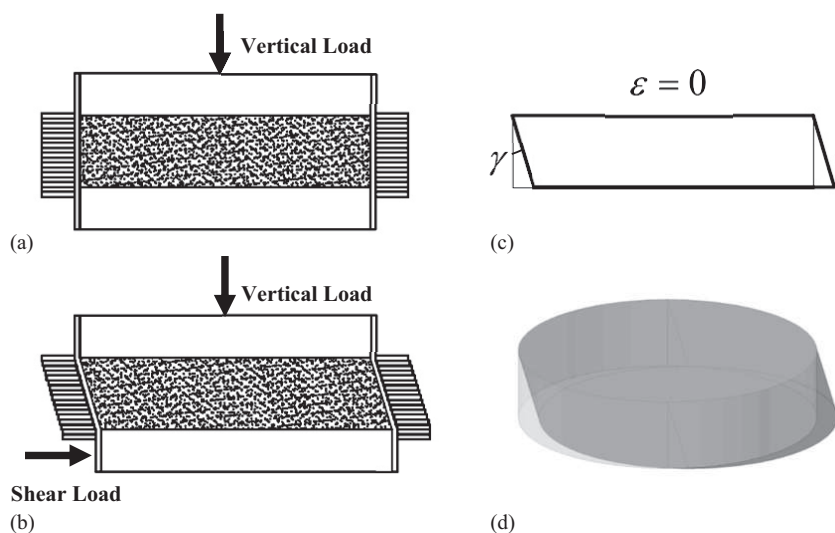 Vertical Load
(a)
Vertical Load
Shear Load
(b)
ε = 0
γ
(c)
(d)